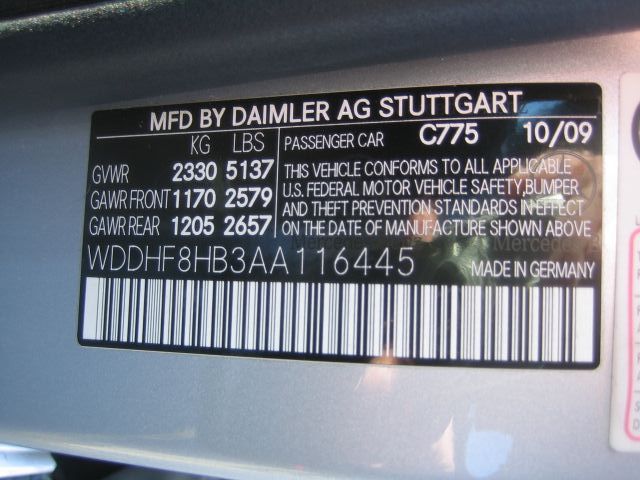 MFD BY DAIMLER AG STUTTGART
KG LBS PASSENGER CAR C775 10/09
GVWR 2330 5137
GAWR FRONT 1170 2579
GAWR REAR 1205 2657
THIS VEHICLE CONFORMS TO ALL APPLICABLE
U.S. FEDERAL MOTOR VEHICLE SAFETY, BUMPER
AND THEFT PREVENTION STANDARDS IN EFFECT
ON THE DATE OF MANUFACTURE SHOWN ABOVE.
WDDHF8HB3AA116445 MADE IN GERMANY